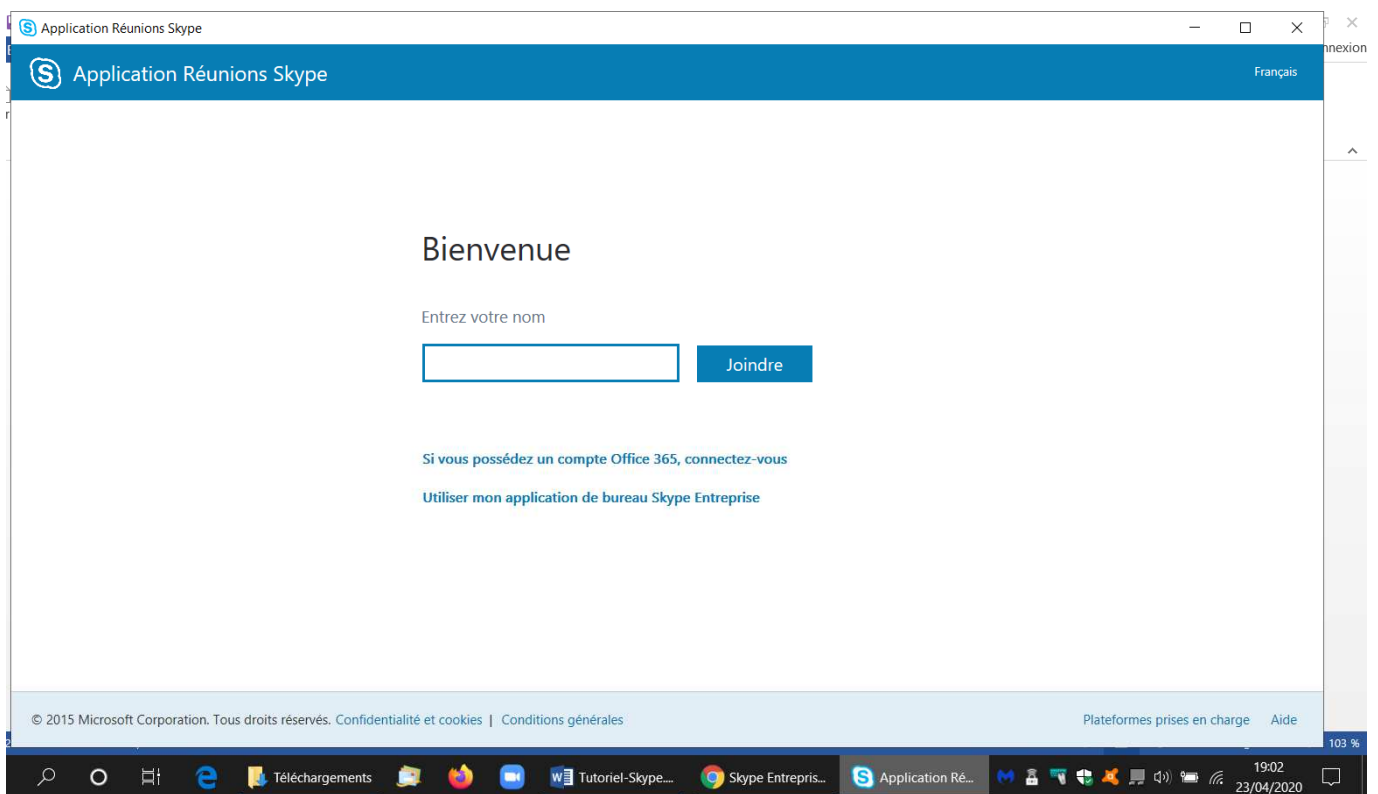 Application Réunions Skype
nnexion
Application Réunions Skype
Français
Bienvenue
Entrez votre nom
Joindre
Si vous possédez un compte Office 365, connectez-vous
Utiliser mon application de bureau Skype Entreprise
© 2015 Microsoft Corporation. Tous droits réservés. Confidentialité et cookies | Conditions générales
Plateformes prises en charge Aide
103 %
Téléchargements
Tutoriel-Skype....
Skype Entrepris...
Application Ré...
19:02
23/04/2020